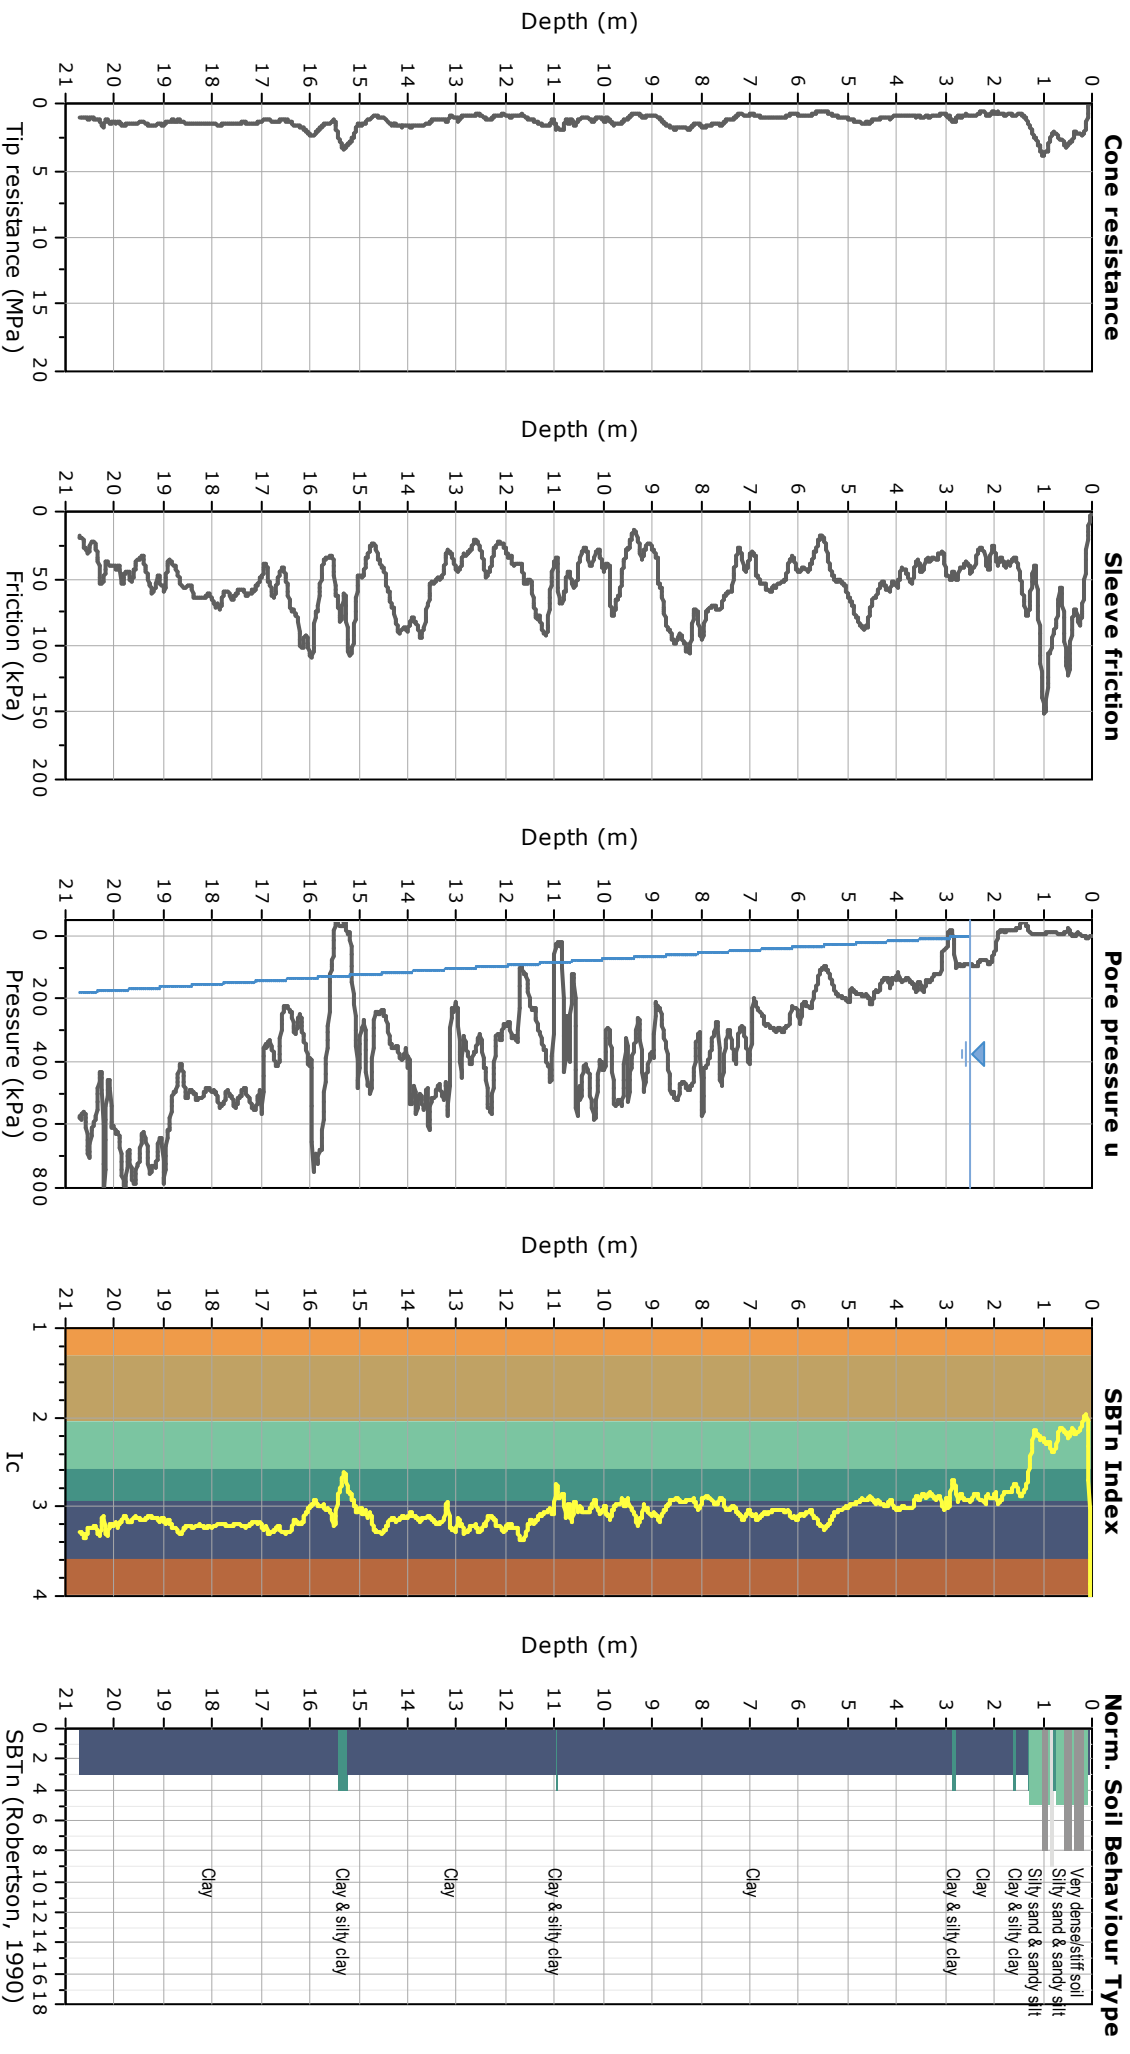 Cone resistance
Depth (m)
0 1 2 3 4 5 6 7 8 9 10 11 12 13 14 15 16 17 18 19 20 21
0 5 10 15 20
Tip resistance (MPa)
Sleeve friction
Depth (m)
0 1 2 3 4 5 6 7 8 9 10 11 12 13 14 15 16 17 18 19 20 21
0 50 100 150 200
Friction (kPa)
Pore pressure u
Depth (m)
0 1 2 3 4 5 6 7 8 9 10 11 12 13 14 15 16 17 18 19 20 21
0 200 400 600 800
Pressure (kPa)
SBTn Index
Depth (m)
0 1 2 3 4 5 6 7 8 9 10 11 12 13 14 15 16 17 18 19 20 21
1 2 3 4
Ic
Norm. Soil Behaviour Type
Depth (m)
0 1 2 3 4 5 6 7 8 9 10 11 12 13 14 15 16 17 18 19 20 21
Very dense/stiff soil
Silty sand & sandy silt
Silty sand & sandy silt
Clay & silty clay
Clay
Clay & silty clay
Clay
Clay & silty clay
Clay
Clay & silty clay
Clay
0 2 4 6 8 10 12 14 16 18
SBTn (Robertson, 1990)